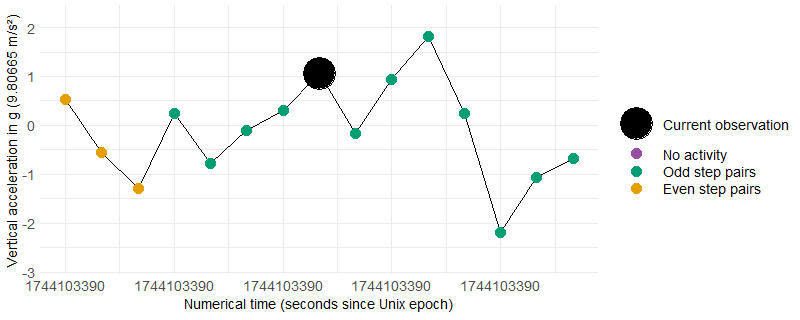 Vertical acceleration in g (9.80665 m/s²)
2
1
0
-1
-2
-3
1744103390 1744103390 1744103390 1744103390 1744103390
Numerical time (seconds since Unix epoch)
Current observation
No activity
Odd step pairs
Even step pairs